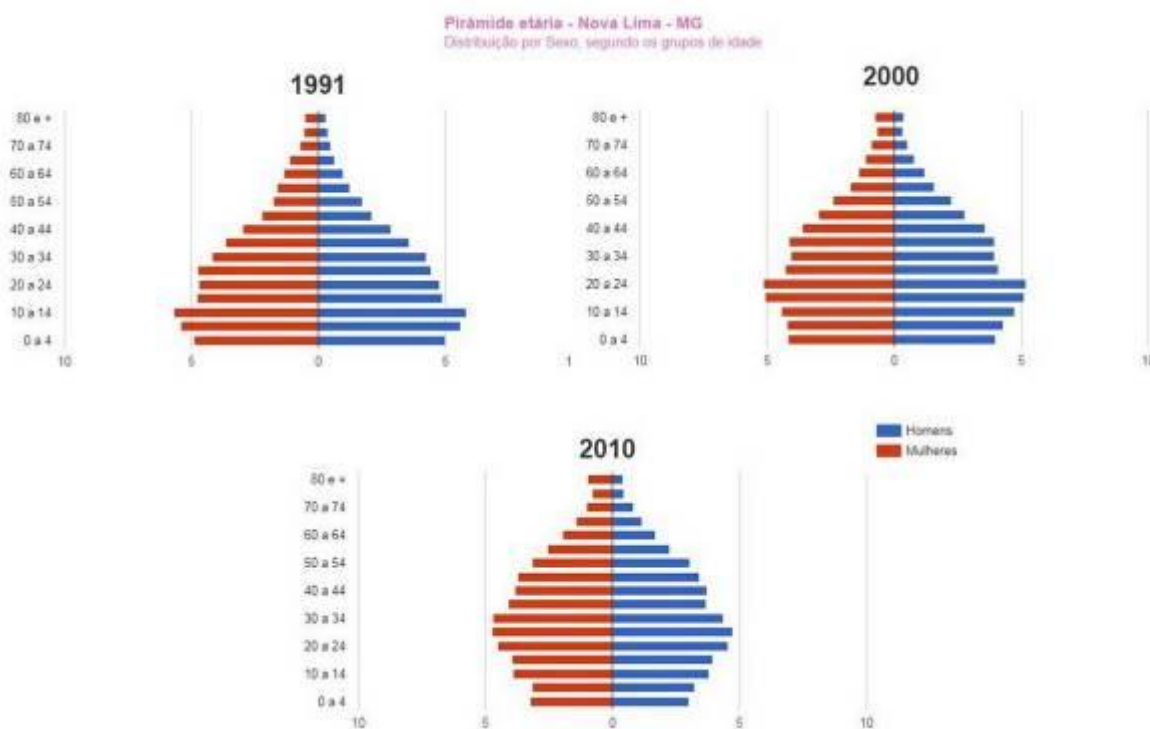 Pirâmide etária - Nova Lima - MG
Distribuição por Sexo, segundo os grupos de idade
1991
80 e +
70 a 74
60 a 64
50 a 54
40 a 44
30 a 34
20 a 24
10 a 14
0 a 4
10 5 0 5 1
2000
80 e +
70 a 74
60 a 64
50 a 54
40 a 44
30 a 34
20 a 24
10 a 14
0 a 4
10 5 0 5 10
Homens
Mulheres
2010
80 e +
70 a 74
60 a 64
50 a 54
40 a 44
30 a 34
20 a 24
10 a 14
0 a 4
10 5 0 5 10